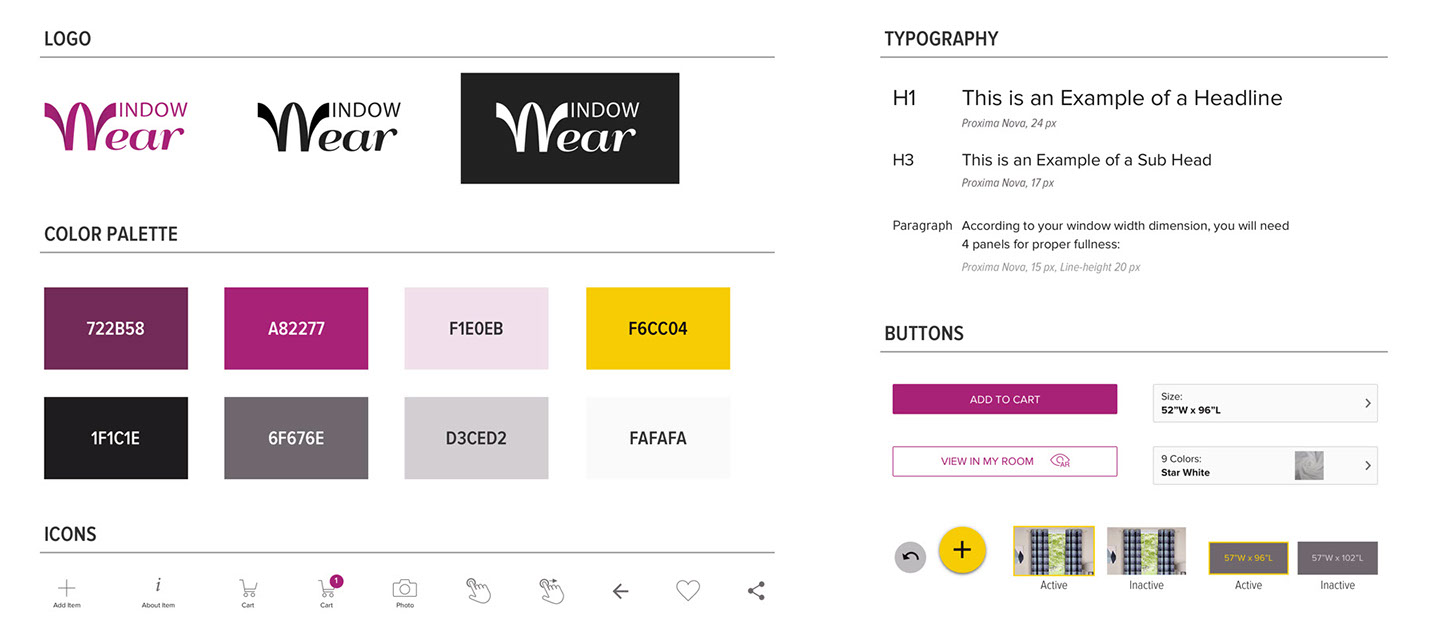 LOGO
WINDOW
Wear
WINDOW
Wear
WINDOW
Wear
COLOR PALETTE
722B58
A82277
F1E0EB
F6CC04
1F1C1E
6F676E
D3CED2
FAFAFA
ICONS
Add Item
i
About Item
Cart
1
Cart
Photo
TYPOGRAPHY
H1 This is an Example of a Headline
Proxima Nova, 24 px
H3 This is an Example of a Sub Head
Proxima Nova, 17 px
Paragraph According to your window width dimension, you will need
4 panels for proper fullness:
Proxima Nova, 15 px, Line-height 20 px
BUTTONS
ADD TO CART
Size:
52”W x 96”L
VIEW IN MY ROOM AR
9 Colors:
Star White
+
Active
Inactive
57”W x 96”L
Active
57”W x 102”L
Inactive